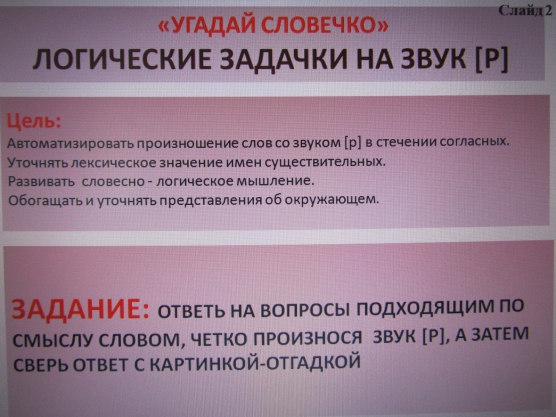 Слайд 2
«УГАДАЙ СЛОВЕЧКО»
ЛОГИЧЕСКИЕ ЗАДАЧКИ НА ЗВУК [Р]
Цель:
Автоматизировать произношение слов со звуком [р] в стечении согласных.
Уточнять лексическое значение имен существительных.
Развивать словесно - логическое мышление.
Обогащать и уточнять представления об окружающем.
ЗАДАНИЕ: ОТВЕТЬ НА ВОПРОСЫ ПОДХОДЯЩИМ ПО
СМЫСЛУ СЛОВОМ, ЧЕТКО ПРОИЗНОСЯ ЗВУК [Р], А ЗАТЕМ
СВЕРЬ ОТВЕТ С КАРТИНКОЙ-ОТГАДКОЙ